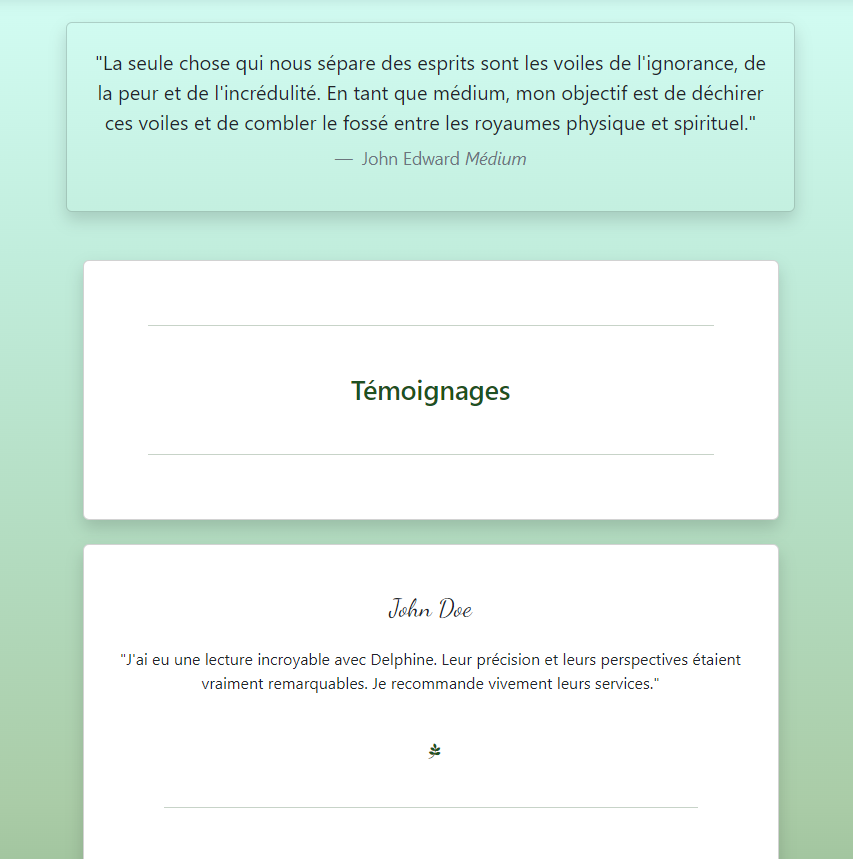 "La seule chose qui nous sépare des esprits sont les voiles de l'ignorance, de
la peur et de l'incrédulité. En tant que médium, mon objectif est de déchirer
ces voiles et de combler le fossé entre les royaumes physique et spirituel."
— John Edward Médium
Témoignages
John Doe
"J'ai eu une lecture incroyable avec Delphine. Leur précision et leurs perspectives étaient
vraiment remarquables. Je recommande vivement leurs services."